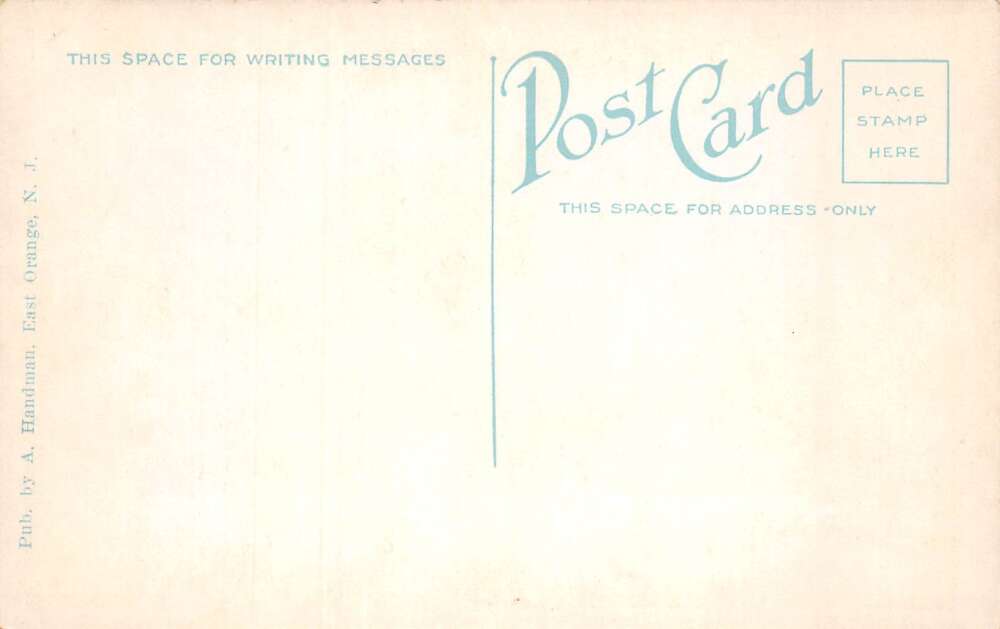 THIS SPACE FOR WRITING MESSAGES
Post Card
PLACE
STAMP
HERE
THIS SPACE FOR ADDRESS ONLY
Pub. by A. Handman, East Orange, N. J.